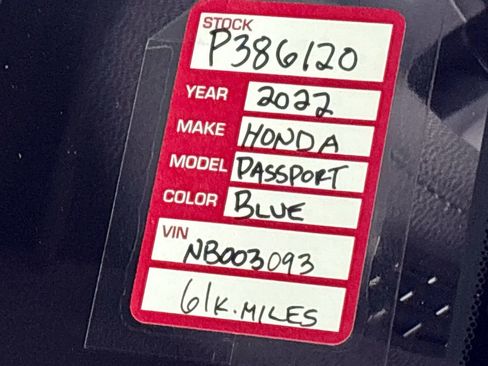 STOCK
P386120
YEAR 2022
MAKE HONDA
MODEL PASSPORT
COLOR BLUE
VIN
NB003093
61K.MILES